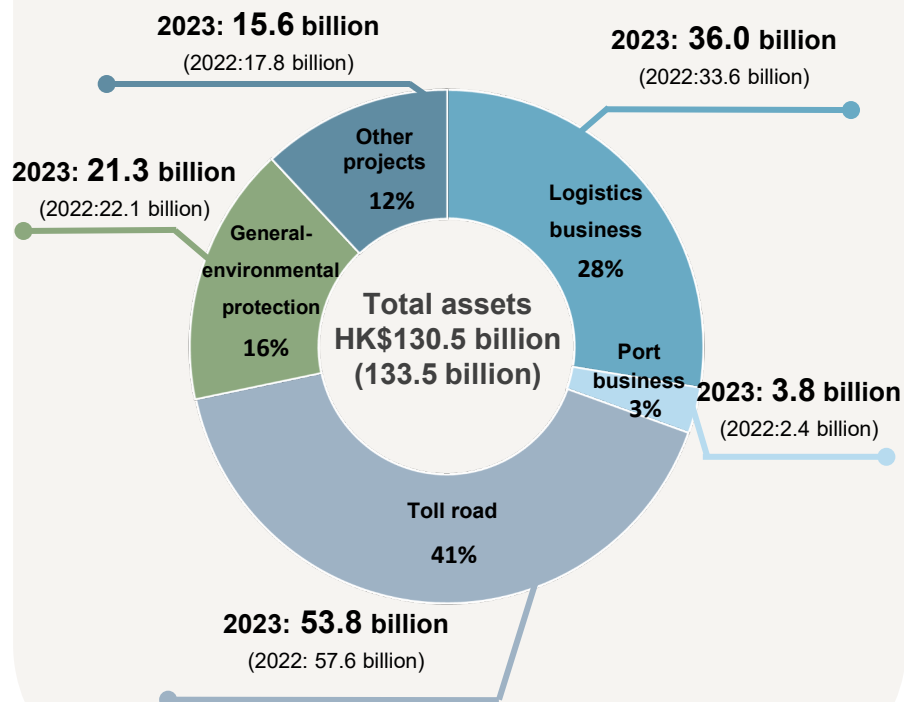 2023: 15.6 billion
(2022:17.8 billion)
2023: 36.0 billion
(2022:33.6 billion)
Other
projects
12%
2023: 21.3 billion
(2022:22.1 billion)
Logistics
business
28%
General-
environmental
protection
16%
Total assets
HK$130.5 billion
(133.5 billion)
Port
business
3%
2023: 3.8 billion
(2022:2.4 billion)
Toll road
41%
2023: 53.8 billion
(2022: 57.6 billion)